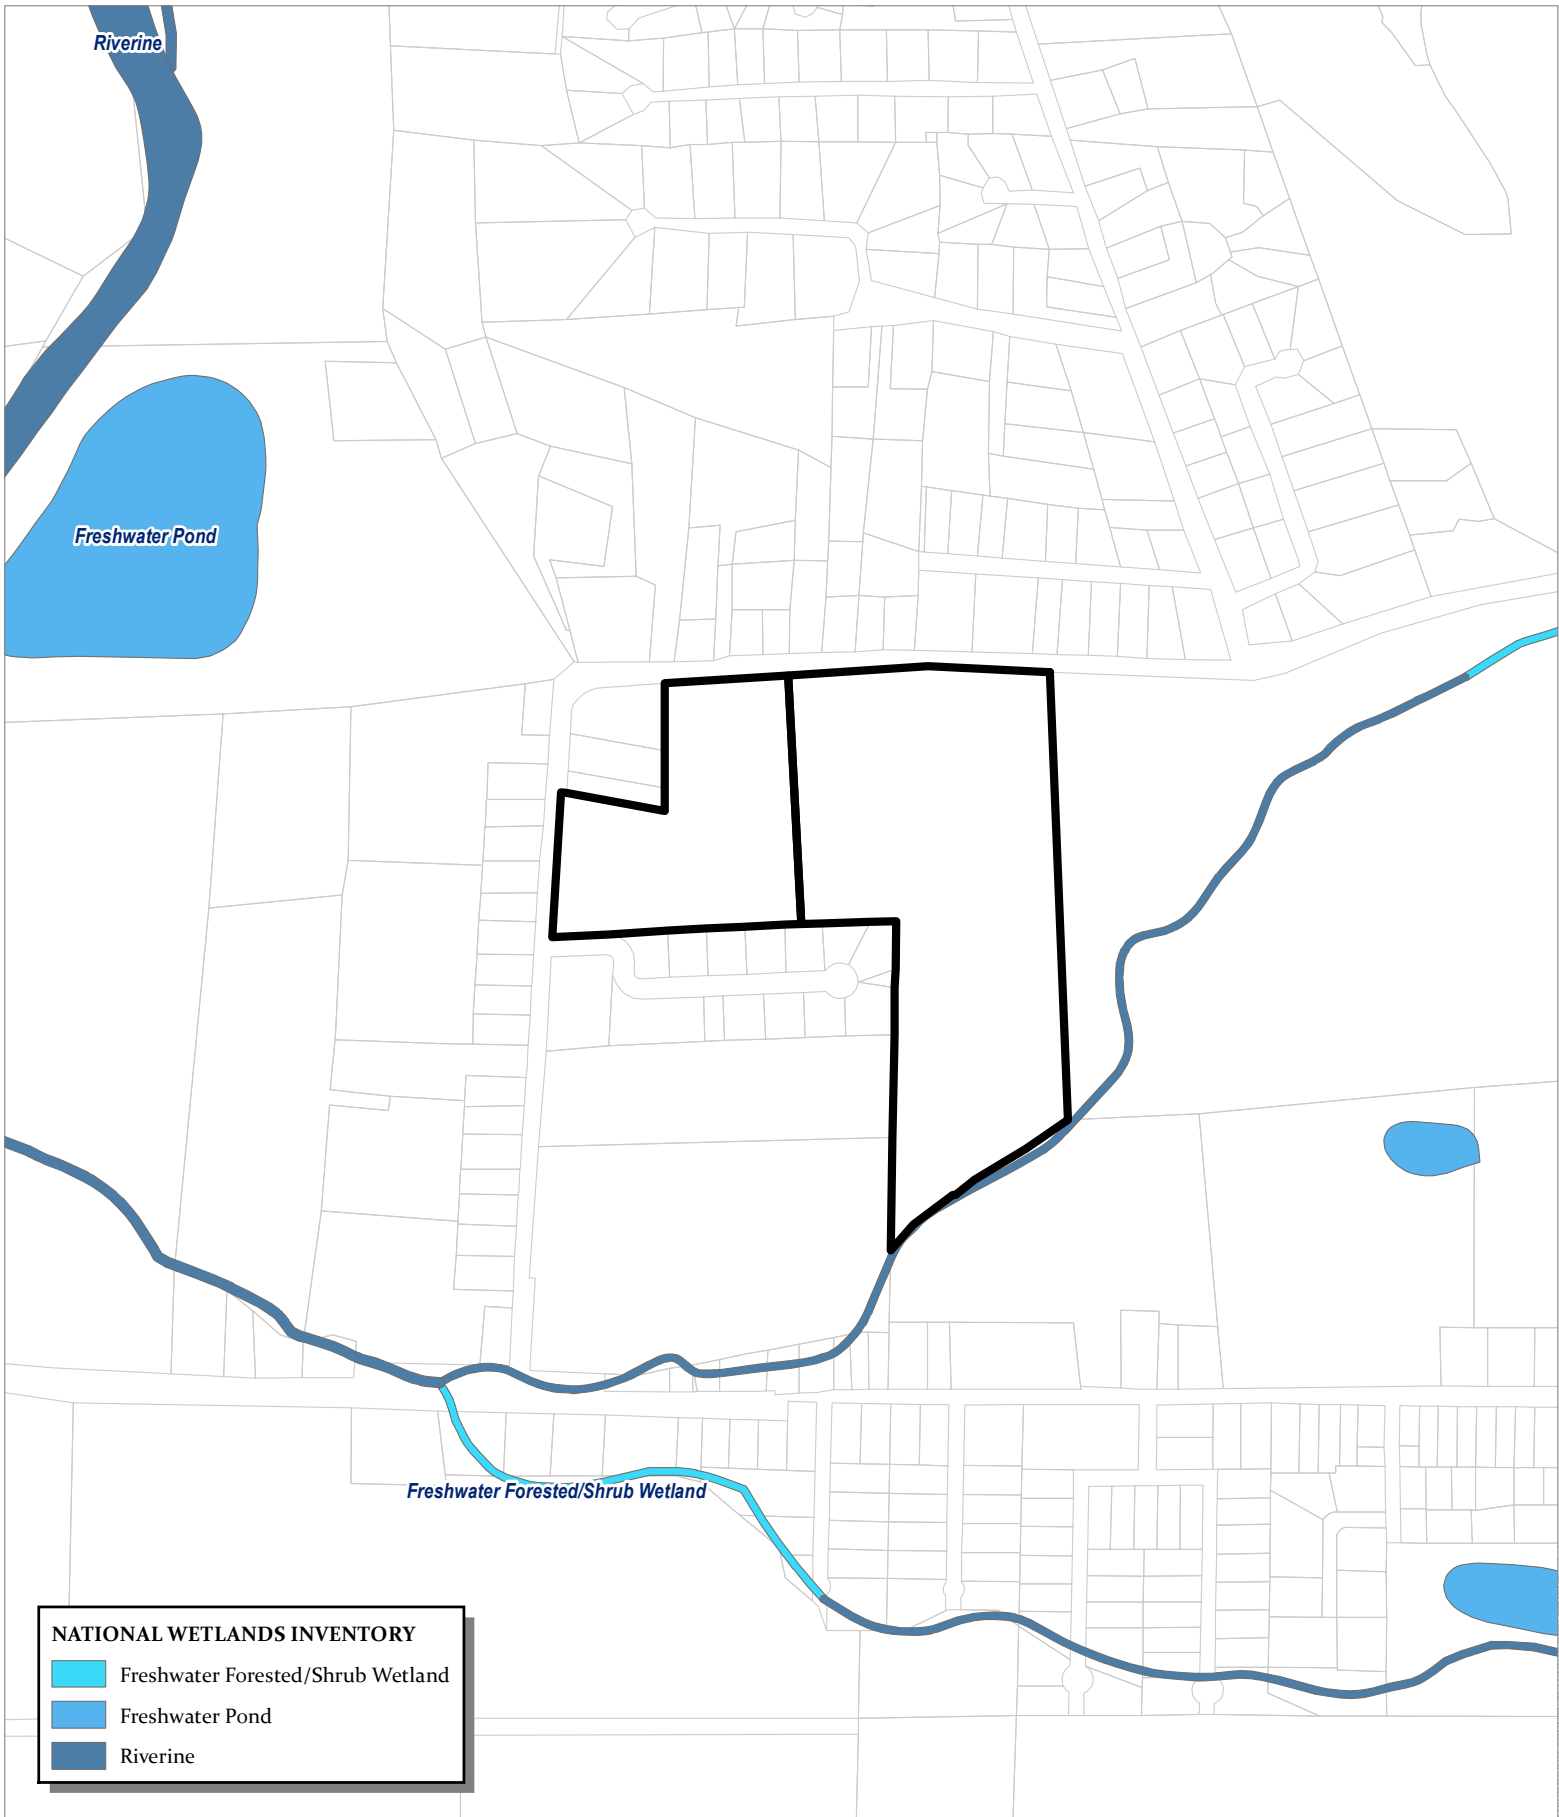 Riverine
Freshwater Pond
Freshwater Forested/Shrub Wetland
NATIONAL WETLANDS INVENTORY
Freshwater Forested/Shrub Wetland
Freshwater Pond
Riverine